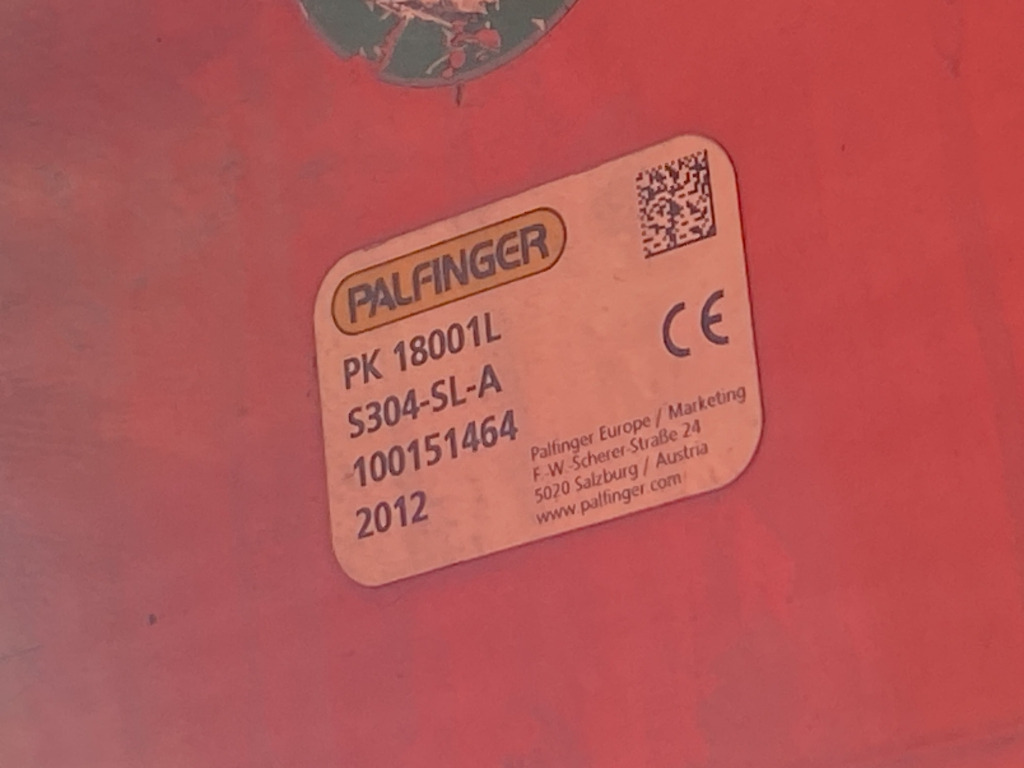 PALFINGER
PK 18001L
S304-SL-A
100151464
2012
CE
Palfinger Europe / Marketing
F.-W.-Scherer-Straße 24
5020 Salzburg / Austria
www.palfinger.com